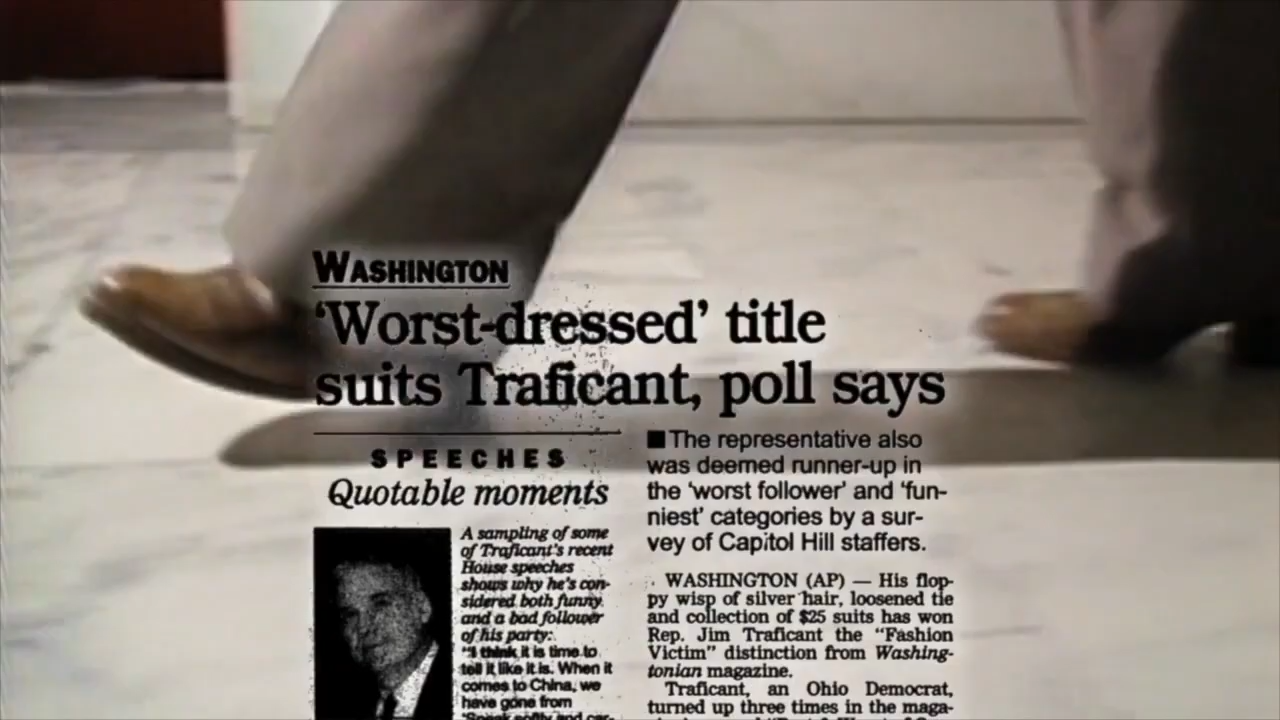 WASHINGTON
‘Worst-dressed’ title
suits Traficant, poll says
SPEECHES
Quotable moments
A sampling of some
of Traficant's recent
House speeches
shows why he's con-
sidered both funny
and a bad follower
of his party:
"I think it is time to
tell it like it is. When it
comes to China, we
have gone from
'Speak softly and car-
■ The representative also
was deemed runner-up in
the ‘worst follower’ and ‘fun-
niest’ categories by a sur-
vey of Capitol Hill staffers.
WASHINGTON (AP) — His flop-
py wisp of silver hair, loosened tie
and collection of $25 suits has won
Rep. Jim Traficant the “Fashion
Victim” distinction from Washing-
tonian magazine.
Traficant, an Ohio Democrat,
turned up three times in the maga-